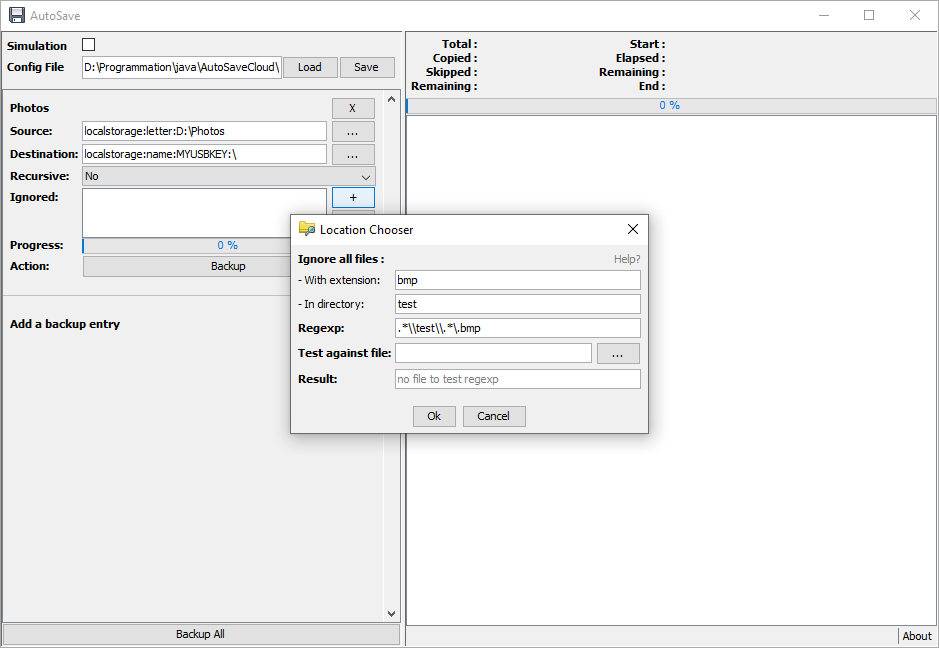 AutoSave
Simulation
Config File D:\Programmation\java\AutoSaveCloud\ Load Save
Photos X
Source: localstorage:letter:D:\Photos ...
Destination: localstorage:name:MYUSBKEY:\ ...
Recursive: No
Ignored: +
Progress: 0 %
Action: Backup
Add a backup entry
Backup All
Total : Start :
Copied : Elapsed :
Skipped : Remaining :
Remaining : End :
0 %
Location Chooser
Ignore all files : Help?
- With extension: bmp
- In directory: test
Regexp: .*\\test\\.*\.bmp
Test against file: ...
Result: no file to test regexp
Ok Cancel
About